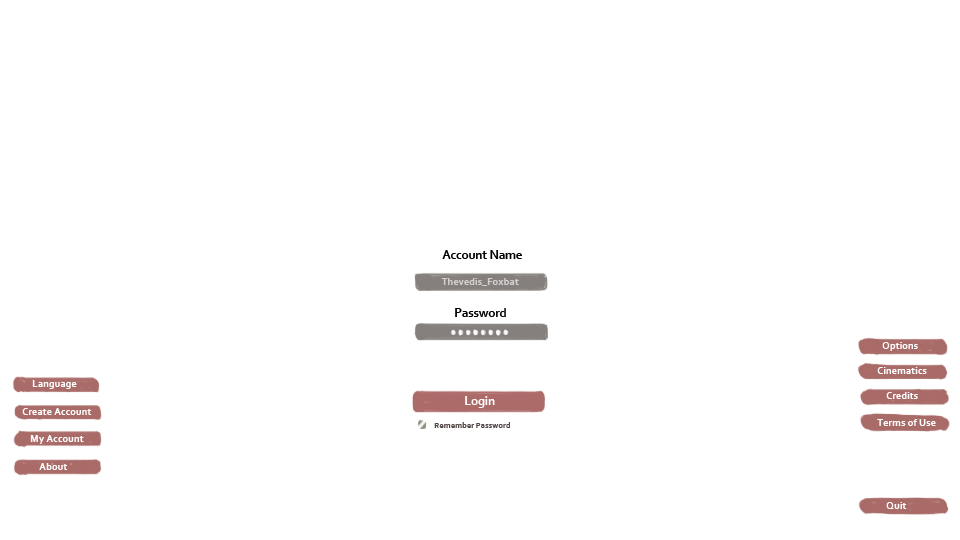 Account Name
Thevedis_Foxbat
Password
Login
Remember Password
Language
Create Account
My Account
About
Options
Cinematics
Credits
Terms of Use
Quit